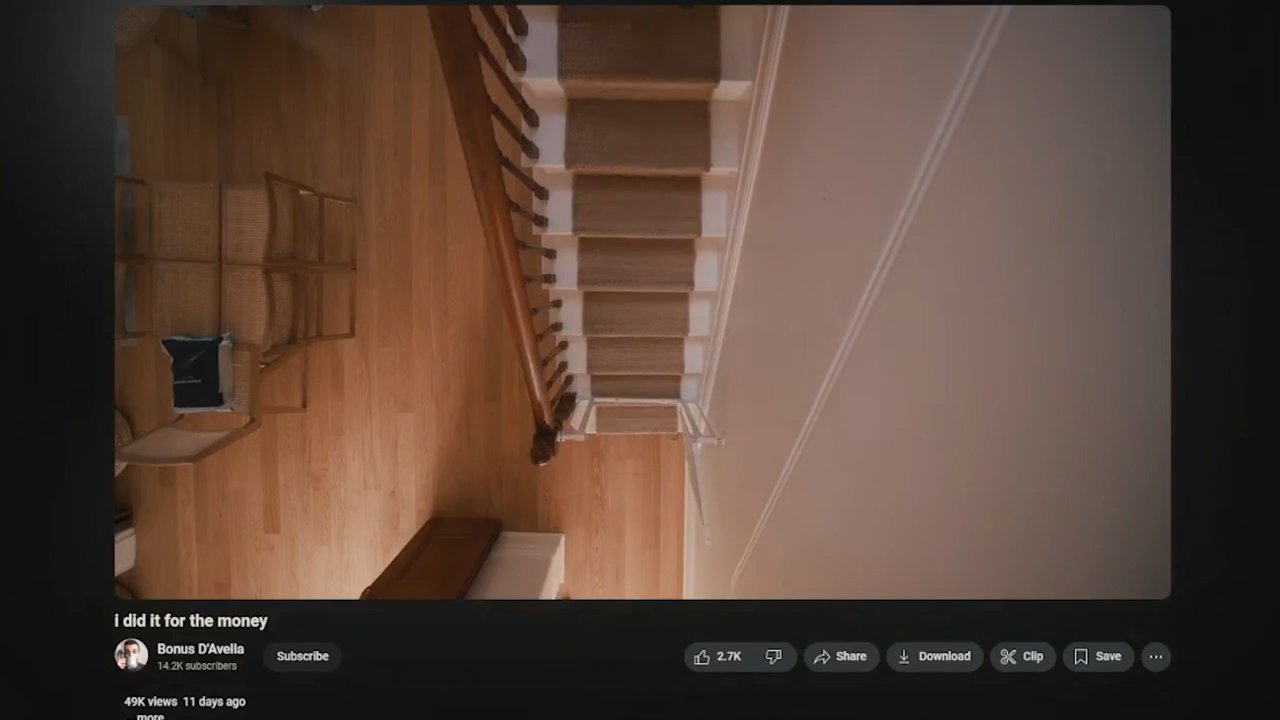 i did it for the money
Bonus D'Avella
14.2K subscribers
Subscribe
2.7K
Share
Download
Clip
Save
49K views 11 days ago
more